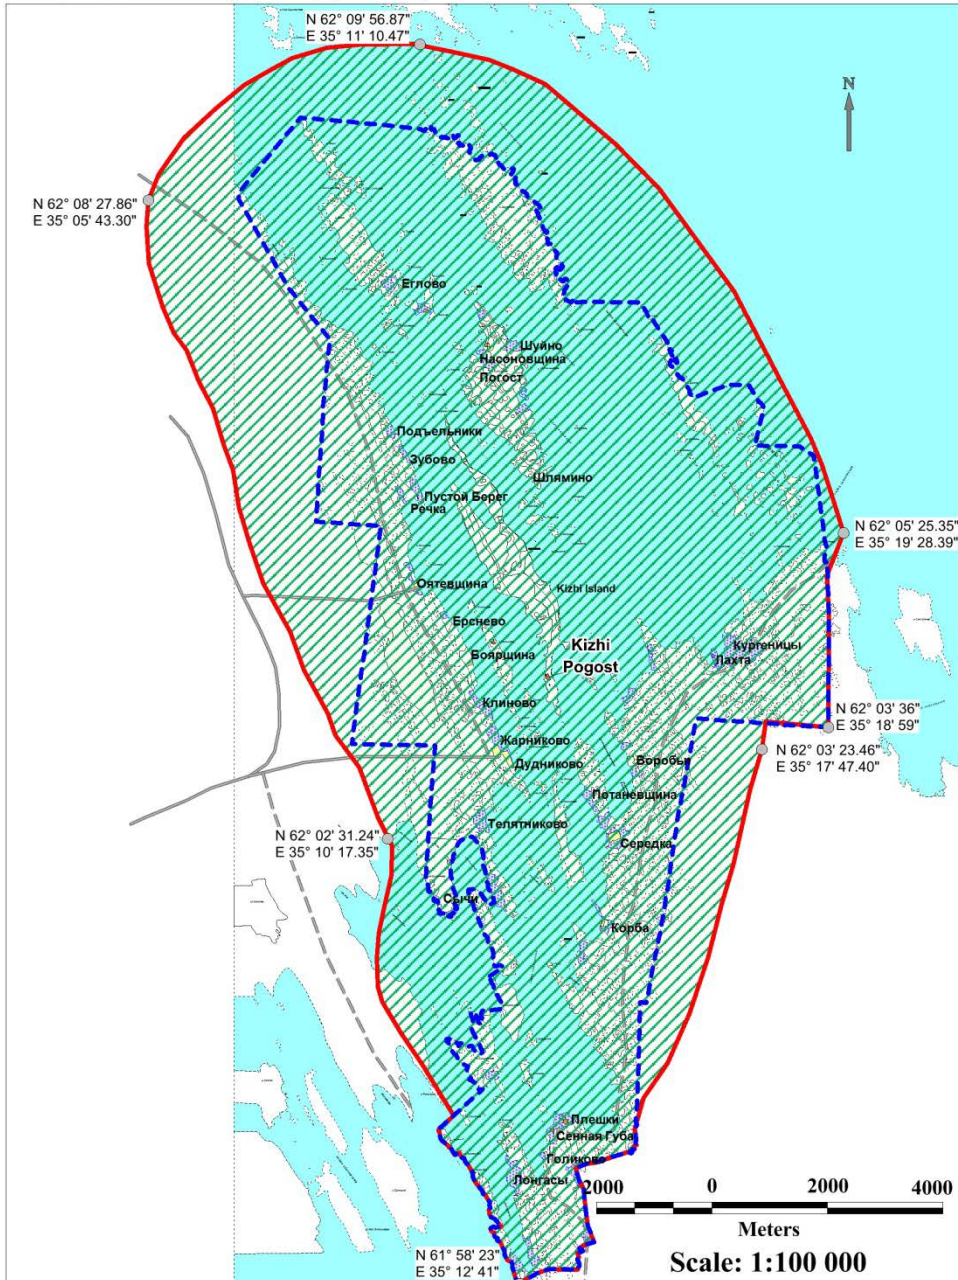 N 62° 09' 56.87"
E 35° 11' 10.47"
N
N 62° 08' 27.86"
E 35° 05' 43.30"
Еглово
Шуйно
Насоновщина
Погост
Подъельники
Зубово
Шлямино
Пустой Берег
Речка
N 62° 05' 25.35"
E 35° 19' 28.39"
Оятевщина
Kizhi Island
Ерснево
Боярщина
Kizhi
Pogost
Куртеницы
Лахта
Клиново
N 62° 03' 36"
E 35° 18' 59"
Жарниково
N 62° 03' 23.46"
E 35° 17' 47.40"
Дудниково
Воробьи
Потаневщина
Телятниково
N 62° 02' 31.24"
E 35° 10' 17.35"
Середка
Сычи
Корба
Плешки
Сенная Губа
Голиково
Лонгасы
2000 0 2000 4000
Meters
N 61° 58' 23"
E 35° 12' 41"
Scale: 1:100 000